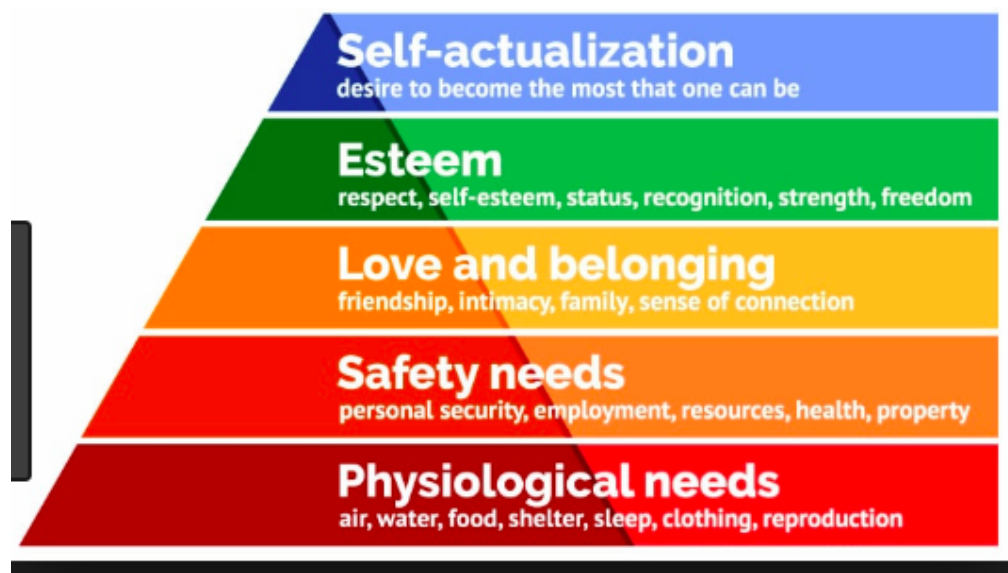 Self-actualization
desire to become the most that one can be
Esteem
respect, self-esteem, status, recognition, strength, freedom
Love and belonging
friendship, intimacy, family, sense of connection
Safety needs
personal security, employment, resources, health, property
Physiological needs
air, water, food, shelter, sleep, clothing, reproduction